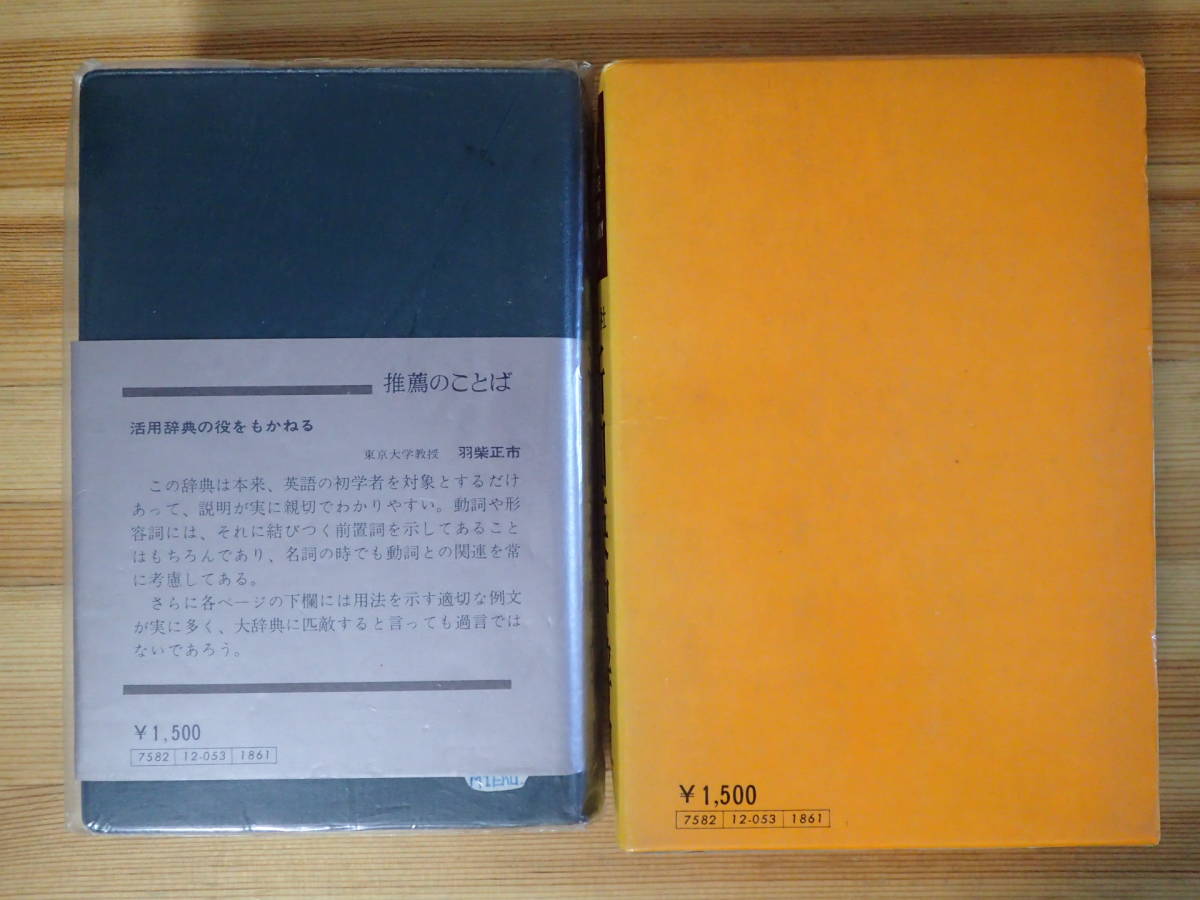 推薦のことば
活用辞典の役をもかねる
東京大学教授 羽柴正市
この辞典は本来、英語の初学者を対象とするだけ
あって、説明が実に親切でわかりやすい。動詞や形
容詞には、それに結びつく前置詞を示してあること
はもちろんであり、名詞の時でも動詞との関連を常
に考慮してある。
さらに各ページの下欄には用法を示す適切な例文
が実に多く、大辞典に匹敵すると言っても過言では
ないであろう。
¥1,500
7582 12-053 1861
¥1,500
7582 12-053 1861